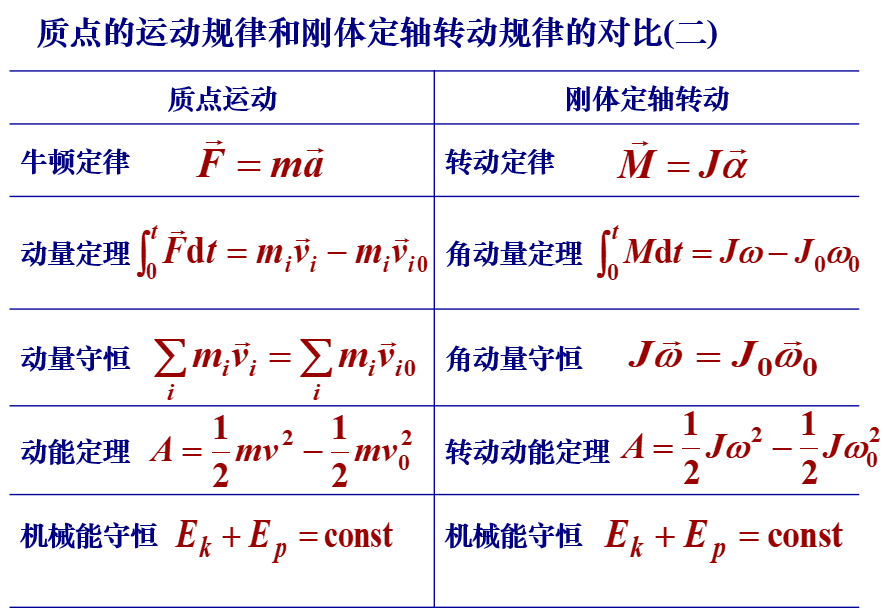 质点的运动规律和刚体定轴转动规律的对比(二)
质点运动 刚体定轴转动
牛顿定律 $\vec{F} = m\vec{a}$ 转动定律 $\vec{M} = J\vec{\alpha}$
动量定理 $\int_0^t \vec{F}\mathrm{d}t = m_i\vec{v}_i - m_i\vec{v}_{i0}$ 角动量定理 $\int_0^t M\mathrm{d}t = J\omega - J_0\omega_0$
动量守恒 $\sum_i m_i\vec{v}_i = \sum_i m_i\vec{v}_{i0}$ 角动量守恒 $J\vec{\omega} = J_0\vec{\omega}_0$
动能定理 $A = \frac{1}{2}mv^2 - \frac{1}{2}mv_0^2$ 转动动能定理 $A = \frac{1}{2}J\omega^2 - \frac{1}{2}J\omega_0^2$
机械能守恒 $E_k + E_p = \mathrm{const}$ 机械能守恒 $E_k + E_p = \mathrm{const}$